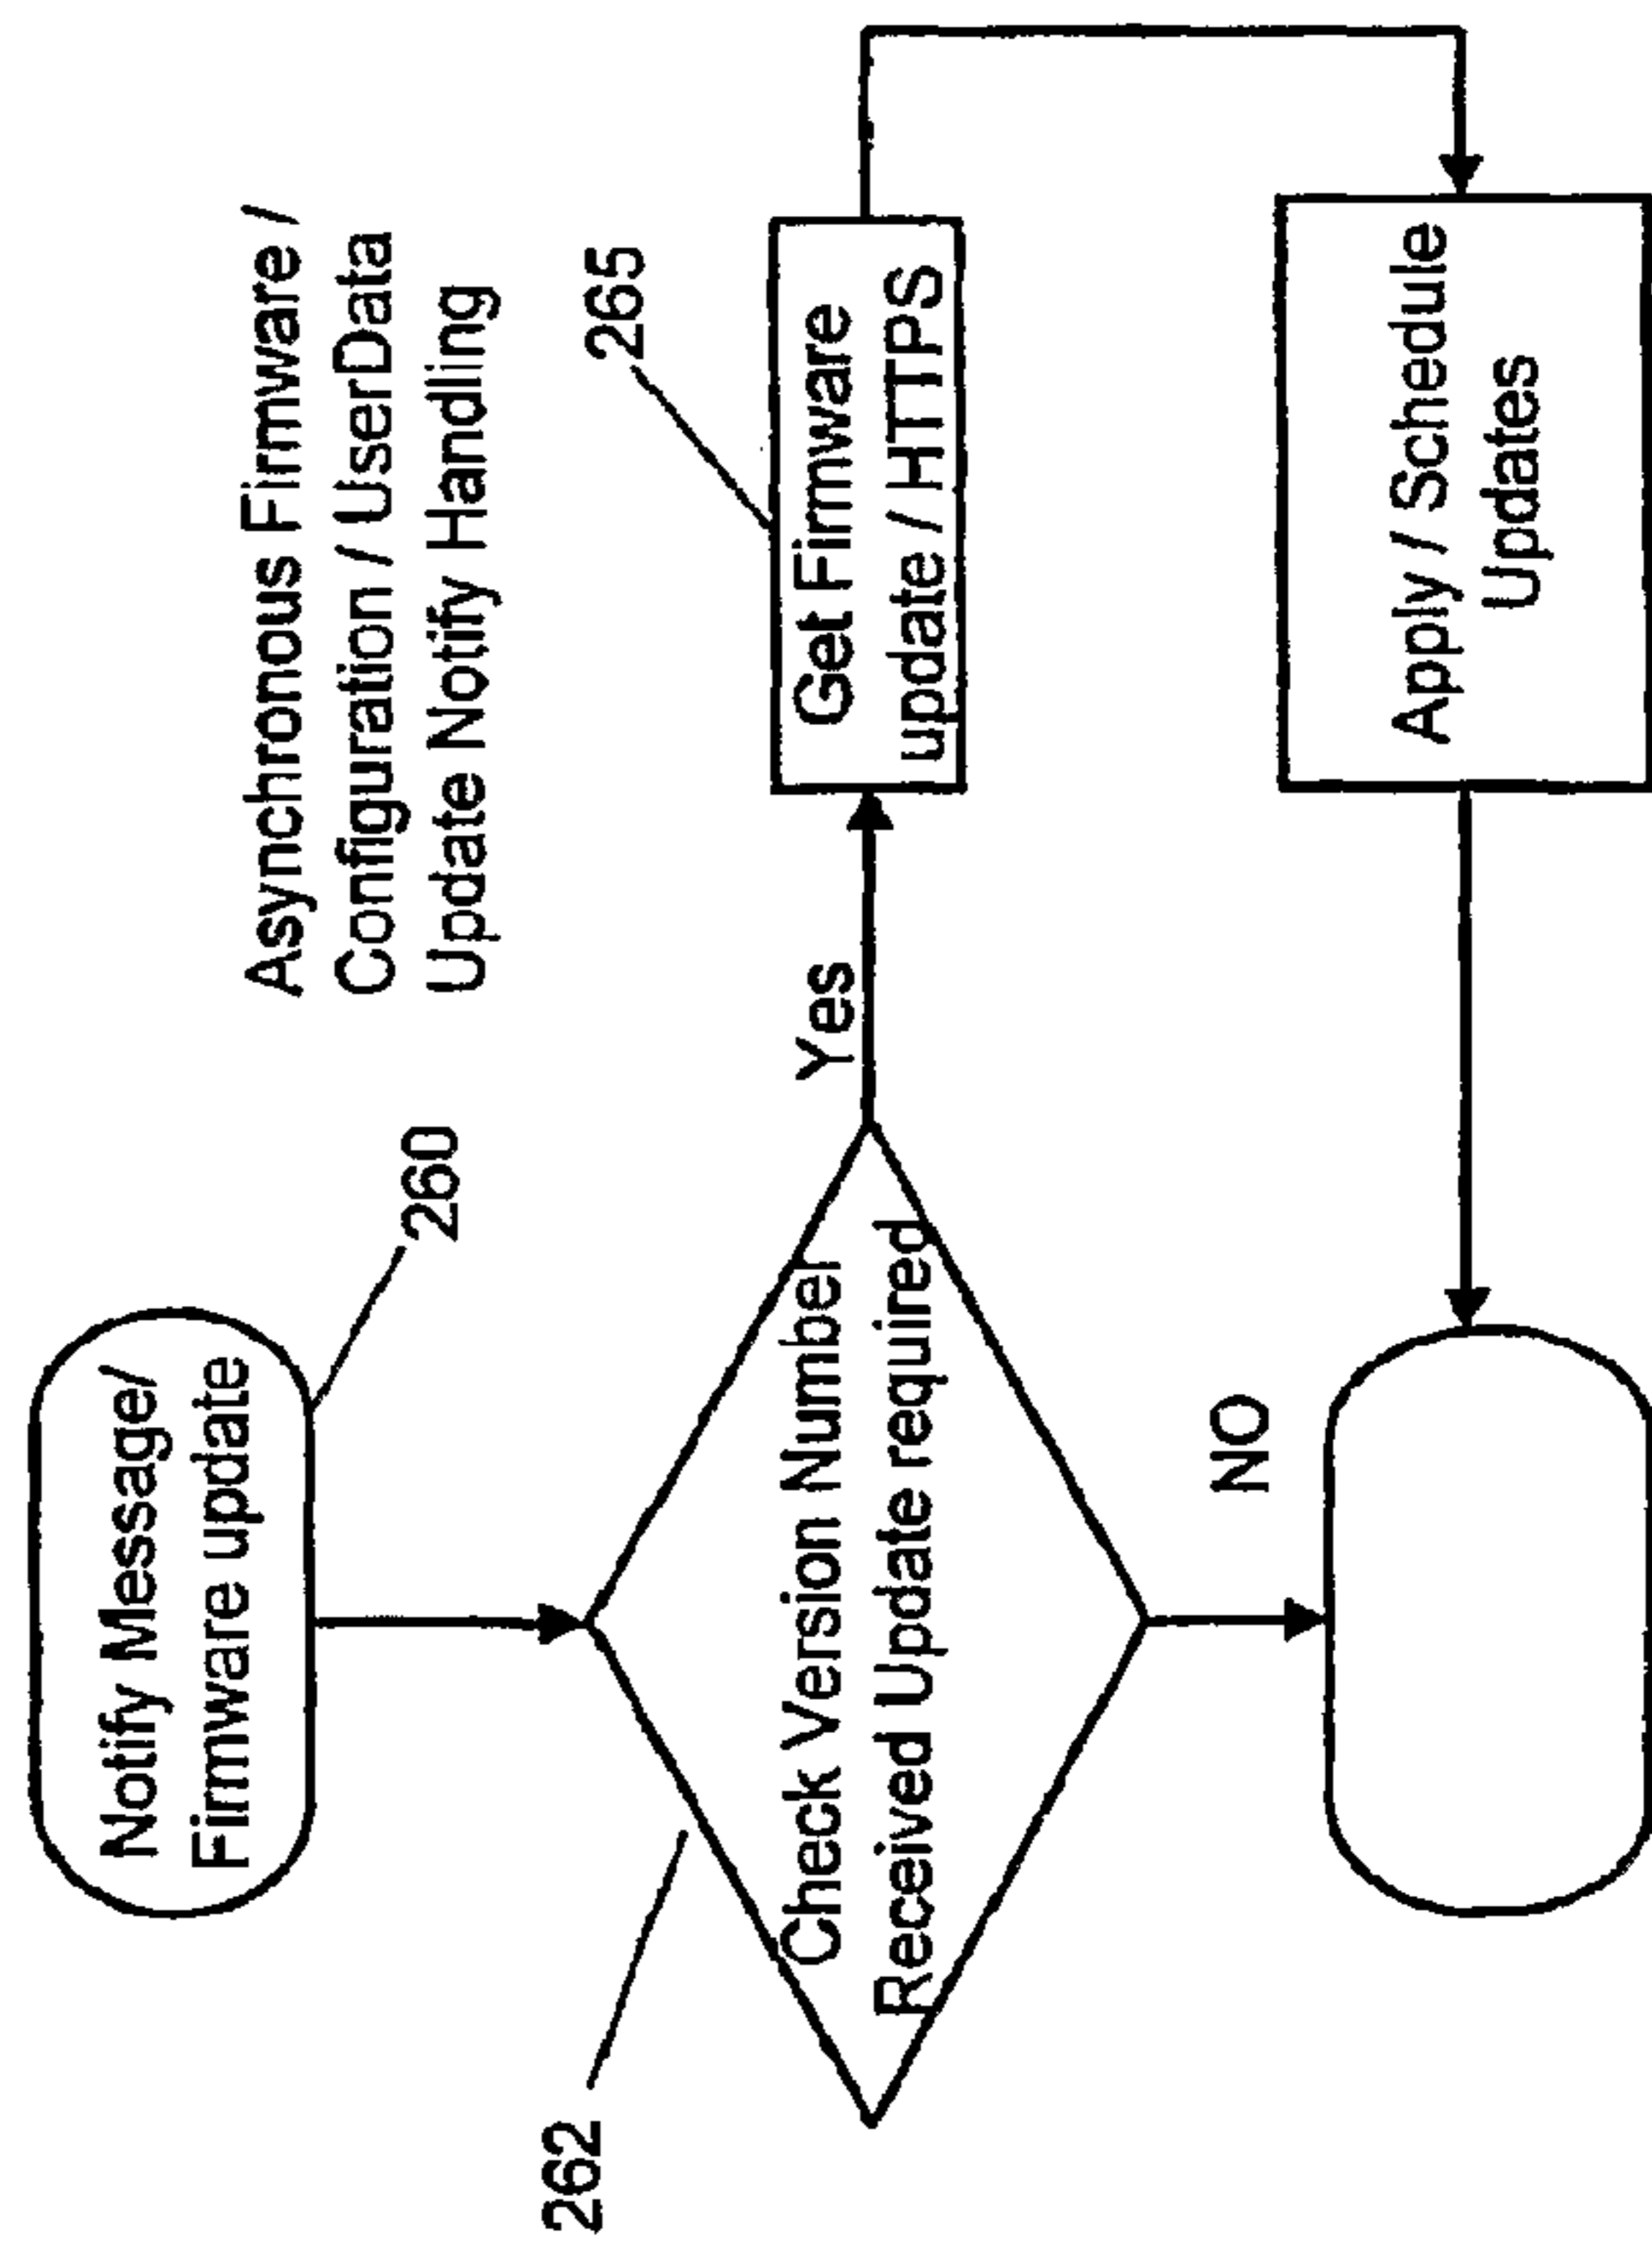 Asynchronous Firmware /
Configuration / UserData
Update Notify Handling
Notify Message/
Firmware update
260
262
Check Version Number
Received Update required
Yes
265
Get Firmware
update / HTTPS
NO
Apply / Schedule
Updates